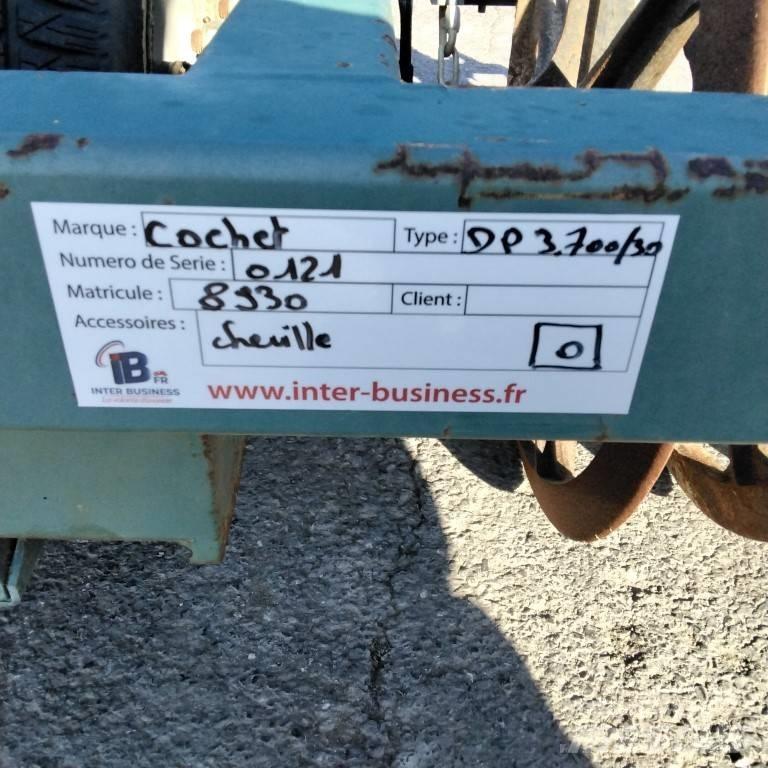 Marque : Cochet Type : DP 3.700/30
Numero de Serie : 0121
Matricule : 8930 Client :
Accessoires : cheville 0
iB FR
INTER BUSINESS
www.inter-business.fr